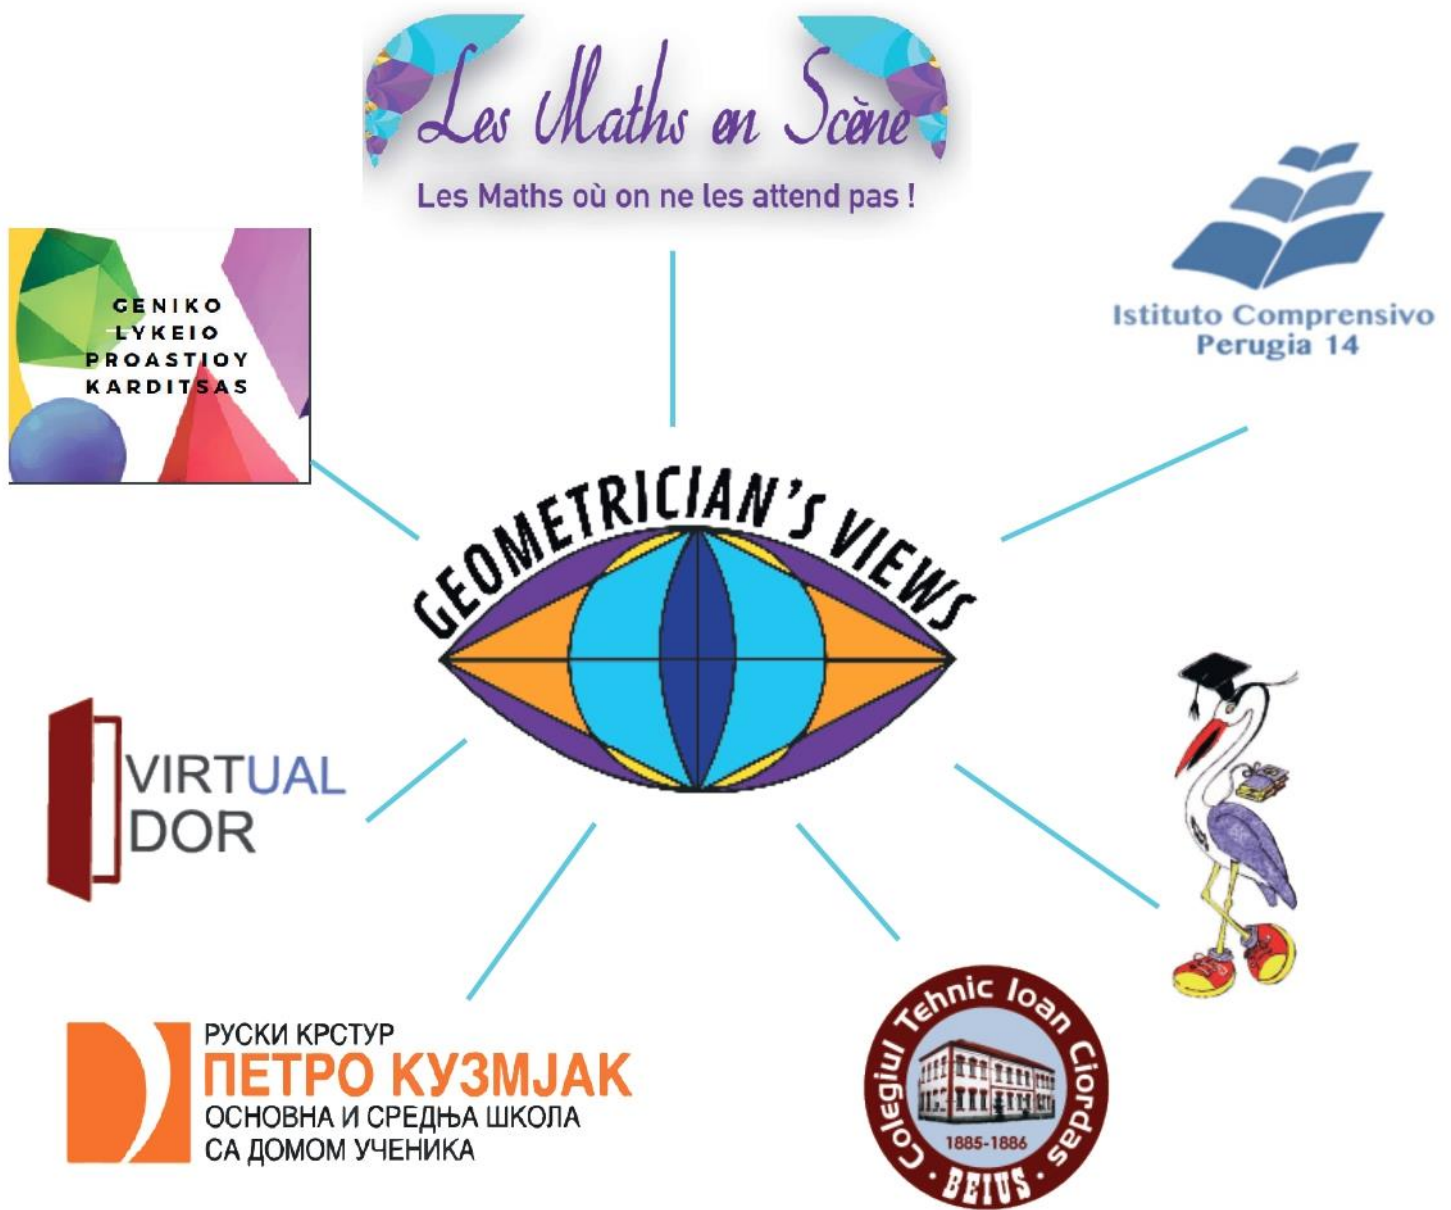 Les Maths en Scène
Les Maths où on ne les attend pas !
Istituto Comprensivo
Perugia 14
GENIKO
LYKEIO
PROASTIOY
KARDITSAS
GEOMETRICIAN'S VIEWS
VIRTUAL
DOR
РУСКИ КРСТУР
ПЕТРО КУЗМЈАК
ОСНОВНА И СРЕДЊА ШКОЛА
СА ДОМОМ УЧЕНИКА
Colegiul Tehnic Ioan Ciordas
1885-1886
· BEIUS ·